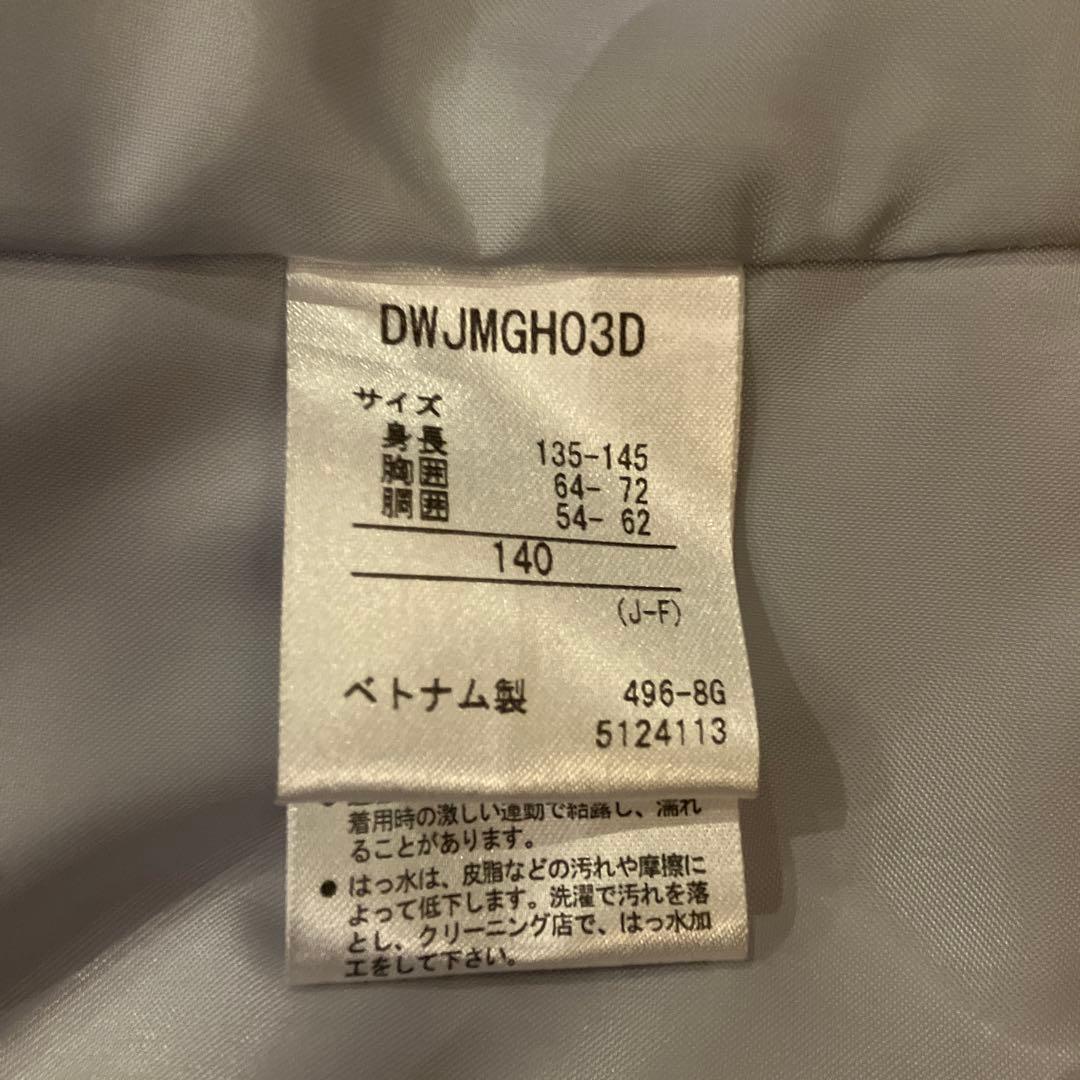 DWJMGH03D
サイズ
身長 135-145
胸囲 64- 72
胴囲 54- 62
140
(J-F)
ベトナム製 496-8G
5124113
着用時の激しい運動で結露し、濡れ
ることがあります。
● はっ水は、皮脂などの汚れや摩擦に
よって低下します。洗濯で汚れを落
とし、クリーニング店で、はっ水加
工をして下さい。